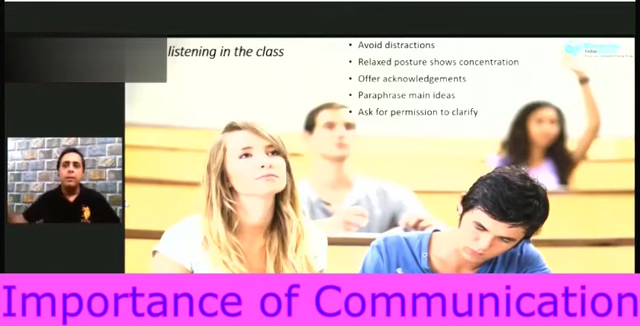 listening in the class
• Avoid distractions
• Relaxed posture shows concentration
• Offer acknowledgements
• Paraphrase main ideas
• Ask for permission to clarify
Importance of Communication